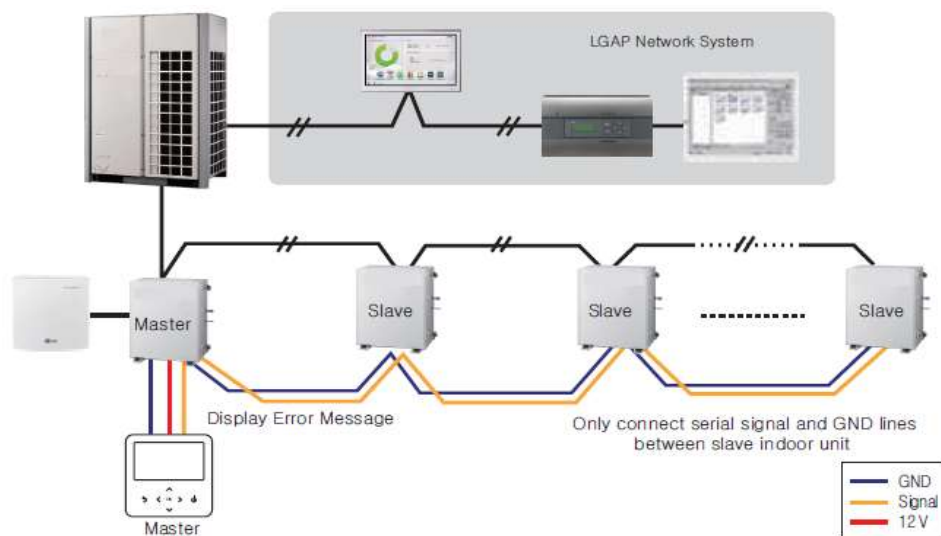 LGAP Network System
Master
Slave
Slave
Slave
Display Error Message
Only connect serial signal and GND lines
between slave indoor unit
Master
GND
Signal
12 V